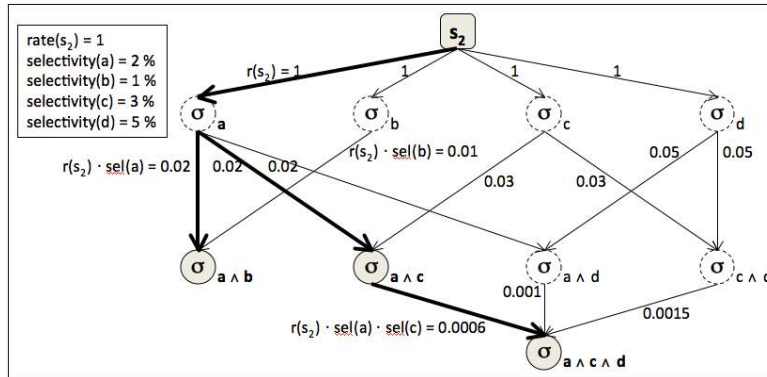 rate(s₂) = 1
selectivity(a) = 2 %
selectivity(b) = 1 %
selectivity(c) = 3 %
selectivity(d) = 5 %
s₂
r(s₂) = 1
1
1
1
σ a
σ b
σ c
σ d
r(s₂) · sel(a) = 0.02
0.02
0.02
r(s₂) · sel(b) = 0.01
0.03
0.03
0.05
0.05
σ a ∧ b
σ a ∧ c
σ a ∧ d
σ c ∧
0.001
0.0015
r(s₂) · sel(a) · sel(c) = 0.0006
σ a ∧ c ∧ d